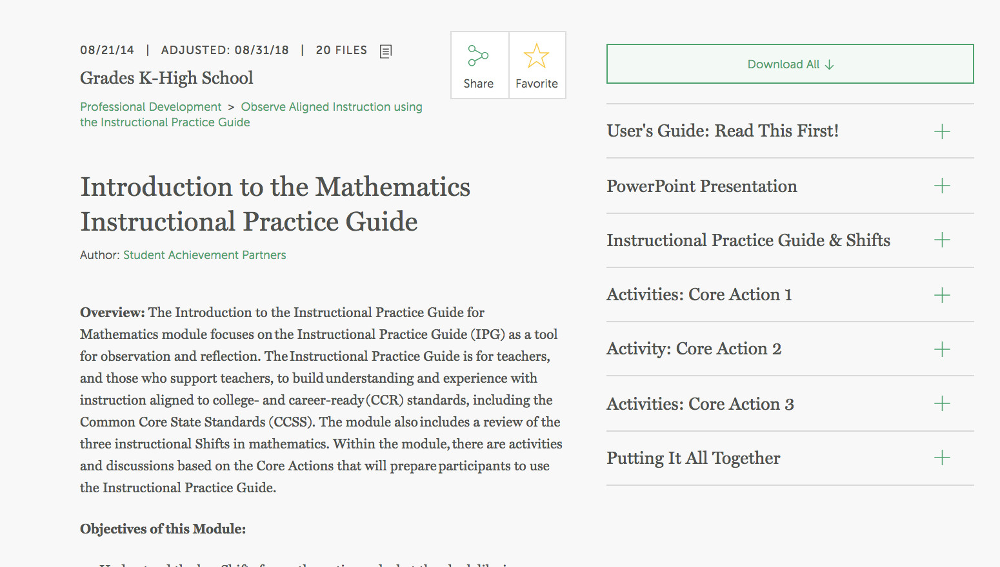 08/21/14 | ADJUSTED: 08/31/18 | 20 FILES
Grades K-High School
Professional Development > Observe Aligned Instruction using
the Instructional Practice Guide
Share
Favorite
Introduction to the Mathematics
Instructional Practice Guide
Author: Student Achievement Partners
Overview: The Introduction to the Instructional Practice Guide for
Mathematics module focuses on the Instructional Practice Guide (IPG) as a tool
for observation and reflection. The Instructional Practice Guide is for teachers,
and those who support teachers, to build understanding and experience with
instruction aligned to college- and career-ready (CCR) standards, including the
Common Core State Standards (CCSS). The module also includes a review of the
three instructional Shifts in mathematics. Within the module, there are activities
and discussions based on the Core Actions that will prepare participants to use
the Instructional Practice Guide.
Objectives of this Module:
Download All ↓
User's Guide: Read This First!
PowerPoint Presentation
Instructional Practice Guide & Shifts
Activities: Core Action 1
Activity: Core Action 2
Activities: Core Action 3
Putting It All Together